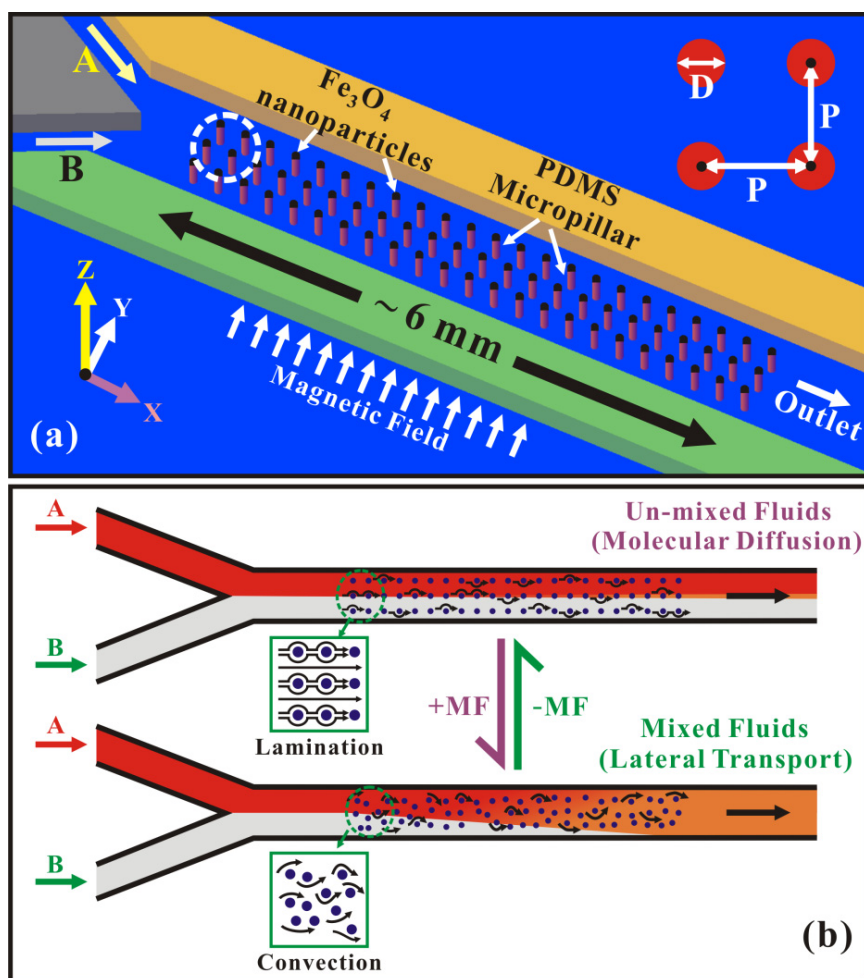 A
B
Fe3O4
nanoparticles
PDMS
Micropillar
D
P
P
~ 6 mm
Magnetic Field
Outlet
Z
Y
X
(a)
A
B
Un-mixed Fluids
(Molecular Diffusion)
Lamination
+MF
-MF
A
B
Mixed Fluids
(Lateral Transport)
Convection
(b)